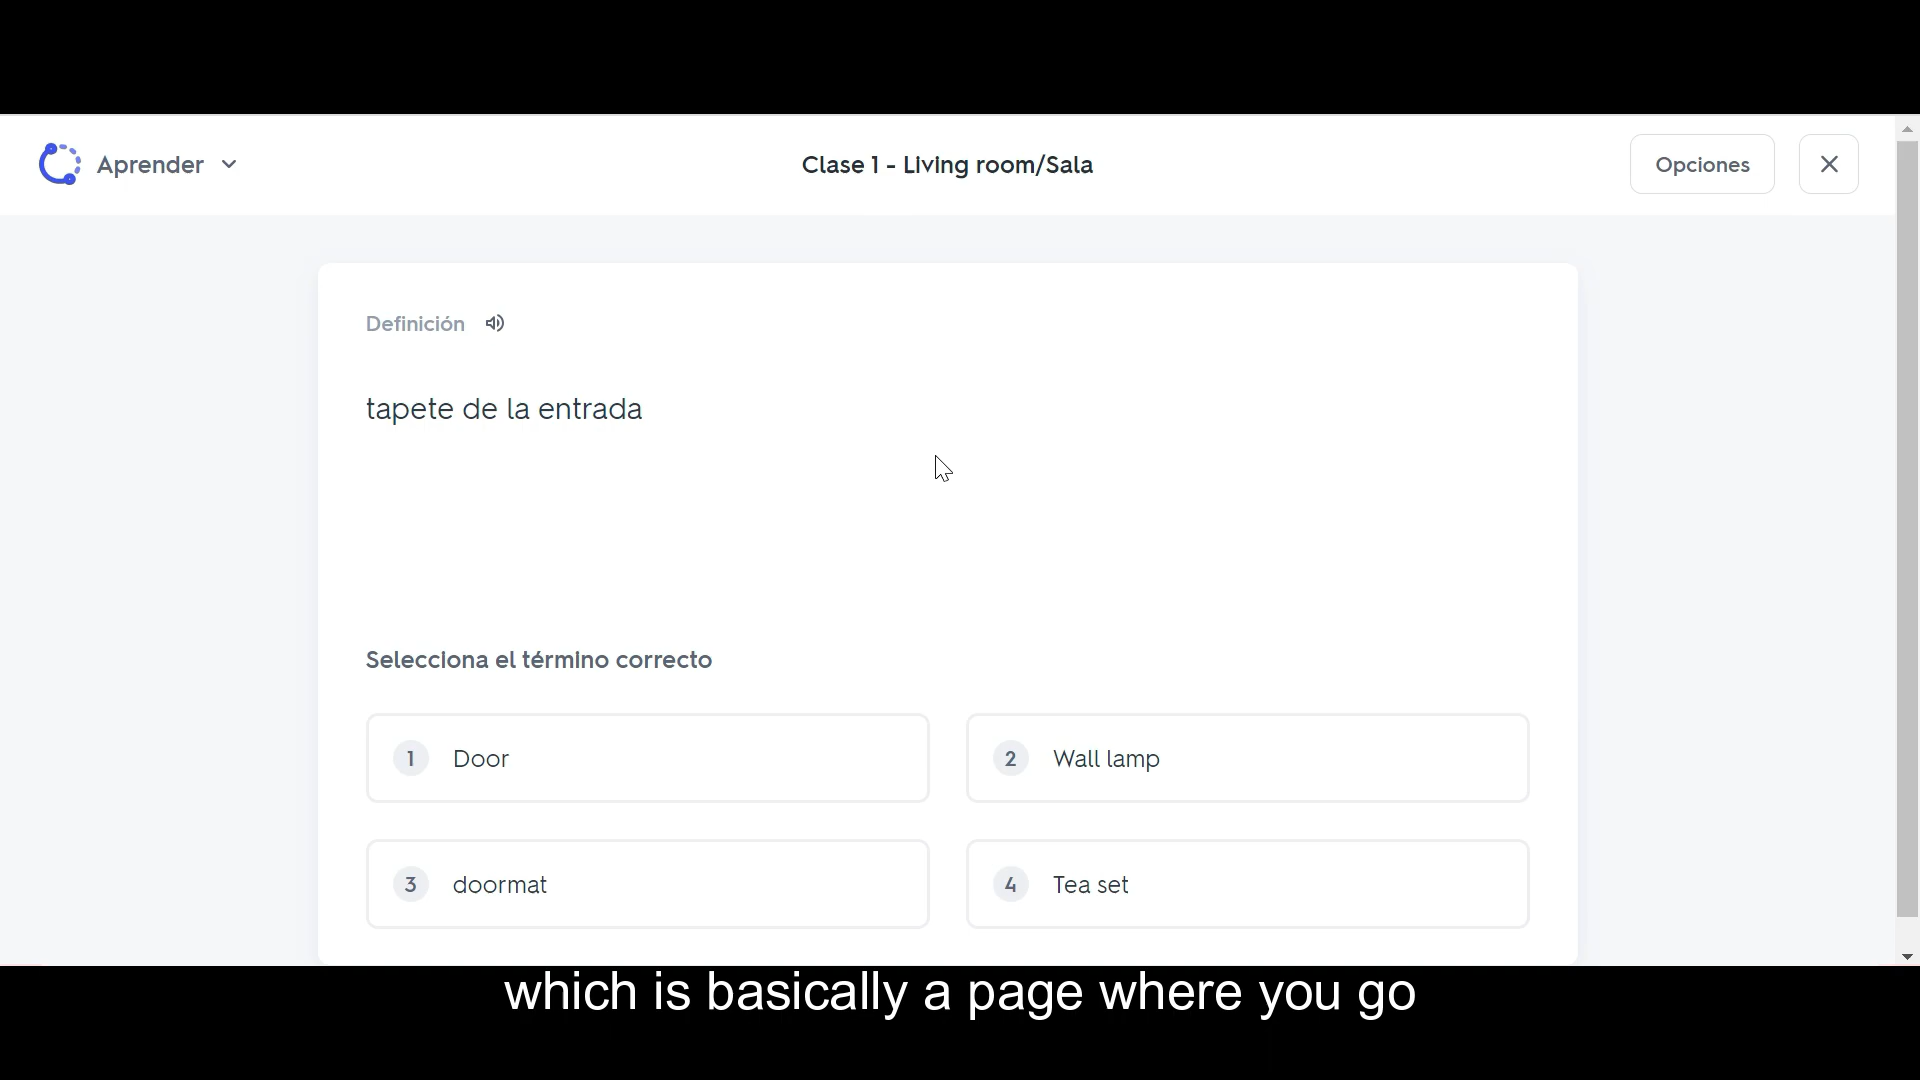 Aprender
Clase 1 - Living room/Sala
Opciones
Definición
tapete de la entrada
Selecciona el término correcto
1 Door
2 Wall lamp
3 doormat
4 Tea set
which is basically a page where you go